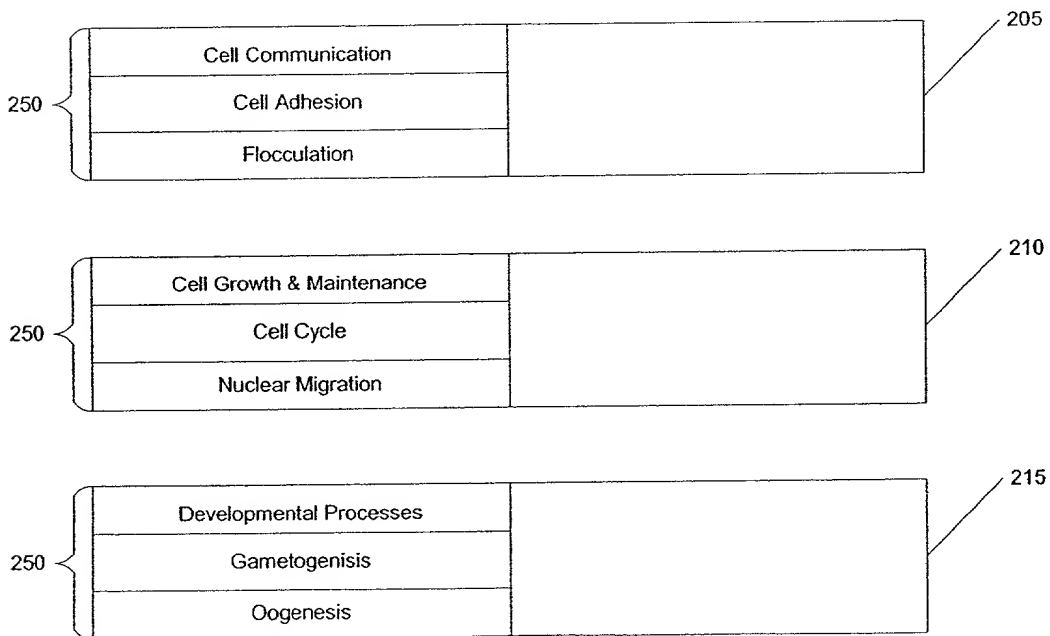 205
Cell Communication
250
Cell Adhesion
Flocculation
210
Cell Growth & Maintenance
250
Cell Cycle
Nuclear Migration
215
Developmental Processes
250
Gametogenisis
Oogenesis